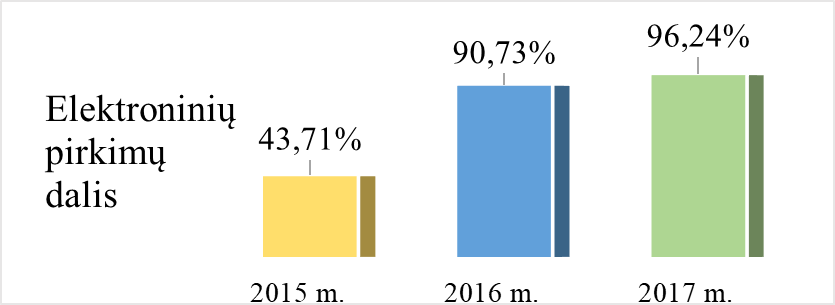 Elektroninių
pirkimų
dalis
43,71%
90,73%
96,24%
2015 m.
2016 m.
2017 m.